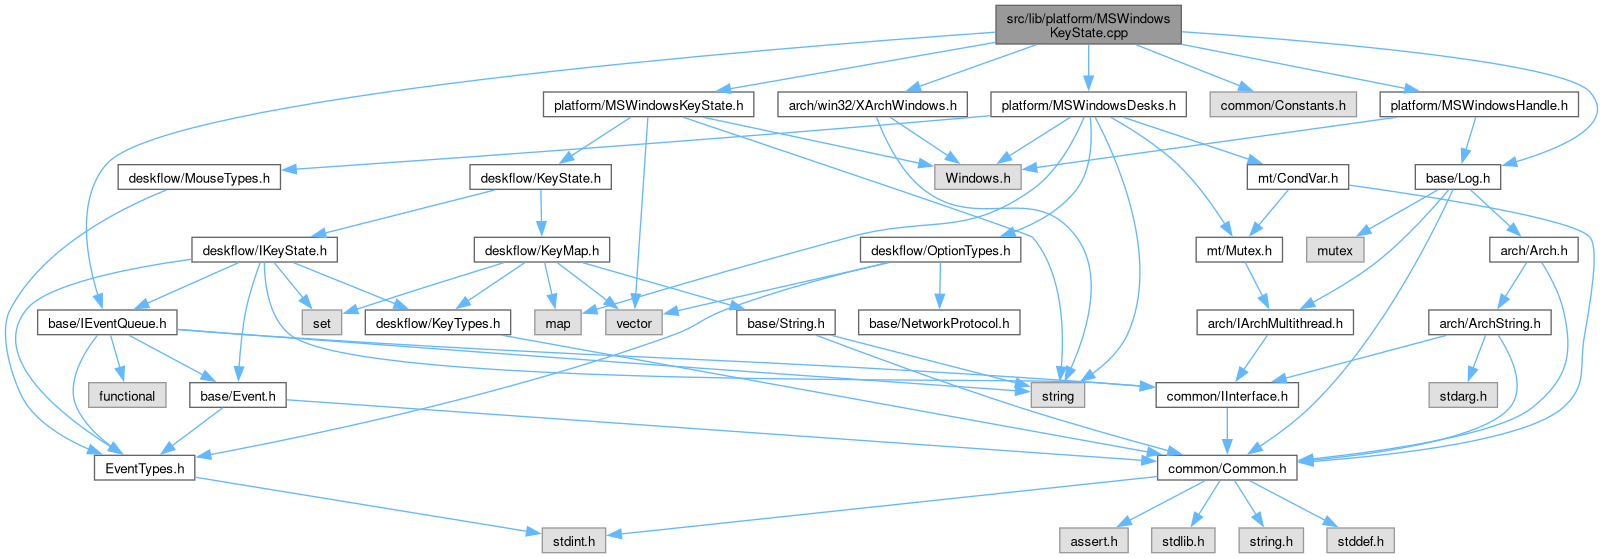 src/lib/platform/MSWindows
KeyState.cpp
platform/MSWindowsKeyState.h
arch/win32/XArchWindows.h
platform/MSWindowsDesks.h
common/Constants.h
platform/MSWindowsHandle.h
deskflow/MouseTypes.h
deskflow/KeyState.h
Windows.h
mt/CondVar.h
base/Log.h
deskflow/IKeyState.h
deskflow/KeyMap.h
deskflow/OptionTypes.h
mt/Mutex.h
mutex
arch/Arch.h
base/IEventQueue.h
set
deskflow/KeyTypes.h
map
vector
base/String.h
base/NetworkProtocol.h
arch/IArchMultithread.h
arch/ArchString.h
functional
base/Event.h
string
common/IInterface.h
stdarg.h
EventTypes.h
common/Common.h
stdint.h
assert.h
stdlib.h
string.h
stddef.h